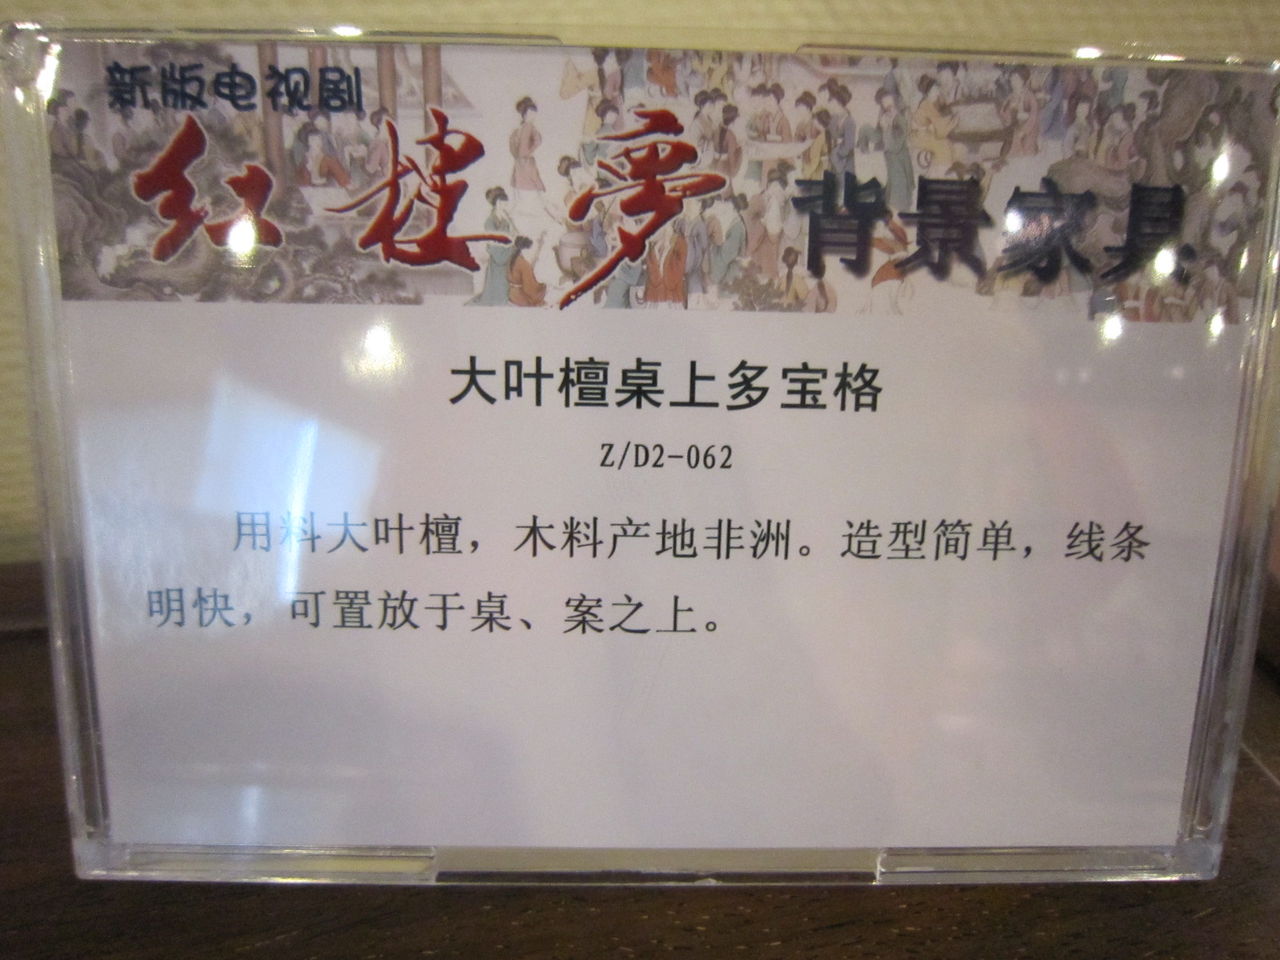 新版电视剧
红楼梦 背景家具
大叶檀桌上多宝格
Z/D2-062
用料大叶檀，木料产地非洲。造型简单，线条
明快，可置放于桌、案之上。